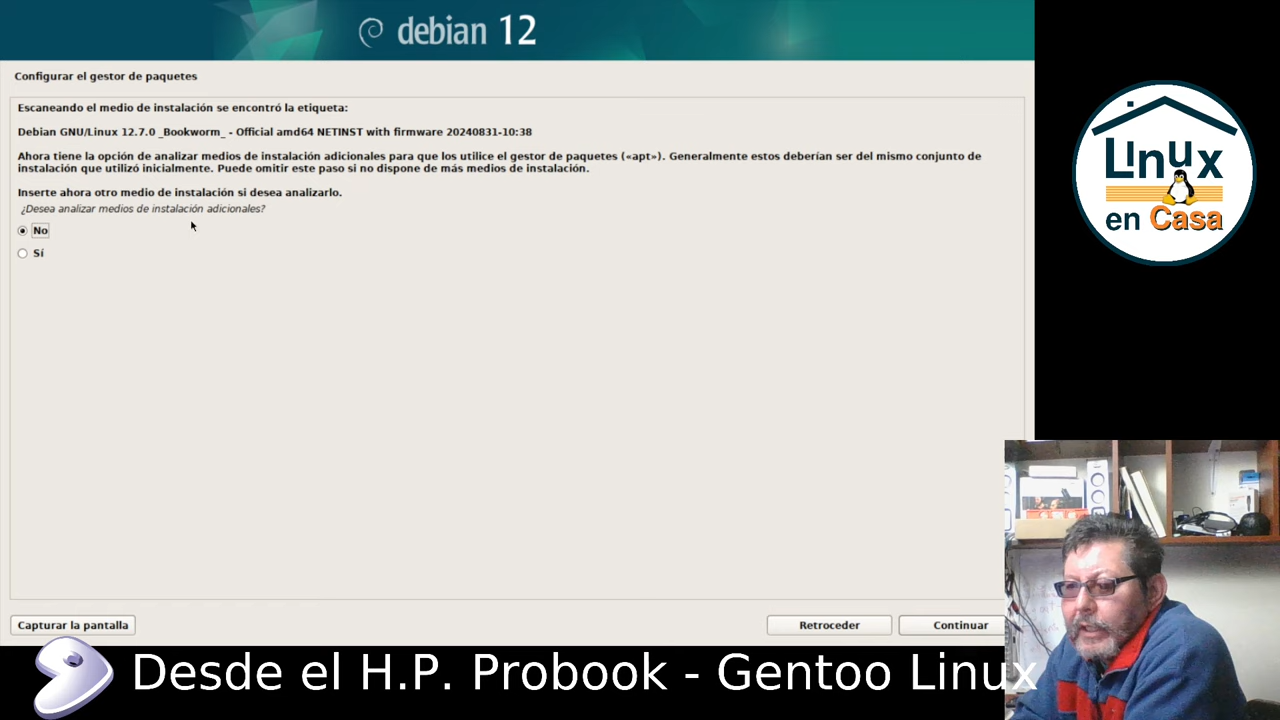 debian 12
Configurar el gestor de paquetes
Escaneando el medio de instalación se encontró la etiqueta:
Debian GNU/Linux 12.7.0 _Bookworm_ - Official amd64 NETINST with firmware 20240831-10:38
Ahora tiene la opción de analizar medios de instalación adicionales para que los utilice el gestor de paquetes («apt»). Generalmente estos deberían ser del mismo conjunto de
instalación que utilizó inicialmente. Puede omitir este paso si no dispone de más medios de instalación.
Inserte ahora otro medio de instalación si desea analizarlo.
¿Desea analizar medios de instalación adicionales?
No
Sí
Capturar la pantalla
Retroceder
Continuar
Linux
en Casa
Desde el H.P. Probook - Gentoo Linux